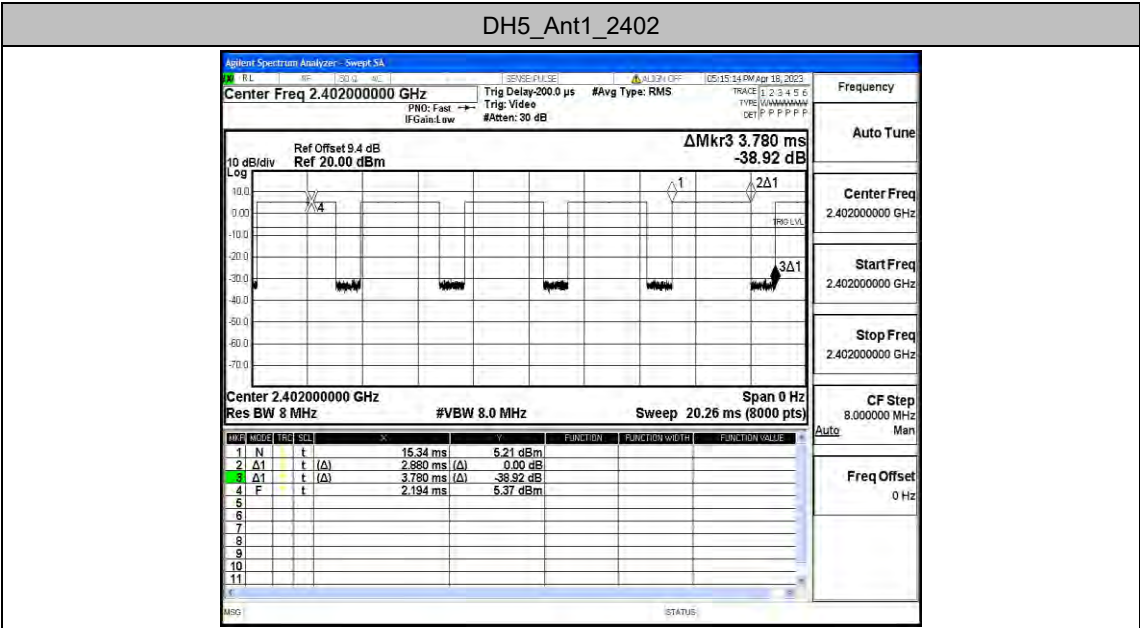 DH5_Ant1_2402
Agilent Spectrum Analyzer - Swept SA
RL RF 50 Ω AC SENSE:PULSE ALIGN OFF 05:15:14 PM Apr 18, 2023
Center Freq 2.402000000 GHz Trig Delay-200.0 µs #Avg Type: RMS TRACE 1 2 3 4 5 6
PNO: Fast Trig: Video TYPE
IFGain:Low #Atten: 30 dB DET P P P P P P
ΔMkr3 3.780 ms
-38.92 dB
Ref Offset 9.4 dB
10 dB/div Ref 20.00 dBm
Log
10.0
0.00
-10.0
-20.0
-30.0
-40.0
-50.0
-60.0
-70.0
1 2Δ1
4
TRIG LVL
3Δ1
Center 2.402000000 GHz Span 0 Hz
Res BW 8 MHz #VBW 8.0 MHz Sweep 20.26 ms (8000 pts)
MKR MODE TRC SCL X Y FUNCTION FUNCTION WIDTH FUNCTION VALUE
1 N t 15.34 ms 5.21 dBm
2 Δ1 t (Δ) 2.880 ms (Δ) 0.00 dB
3 Δ1 t (Δ) 3.780 ms (Δ) -38.92 dB
4 F t 2.194 ms 5.37 dBm
5
6
7
8
9
10
11
MSG STATUS
Frequency
Auto Tune
Center Freq
2.402000000 GHz
Start Freq
2.402000000 GHz
Stop Freq
2.402000000 GHz
CF Step
8.000000 MHz
Auto Man
Freq Offset
0 Hz